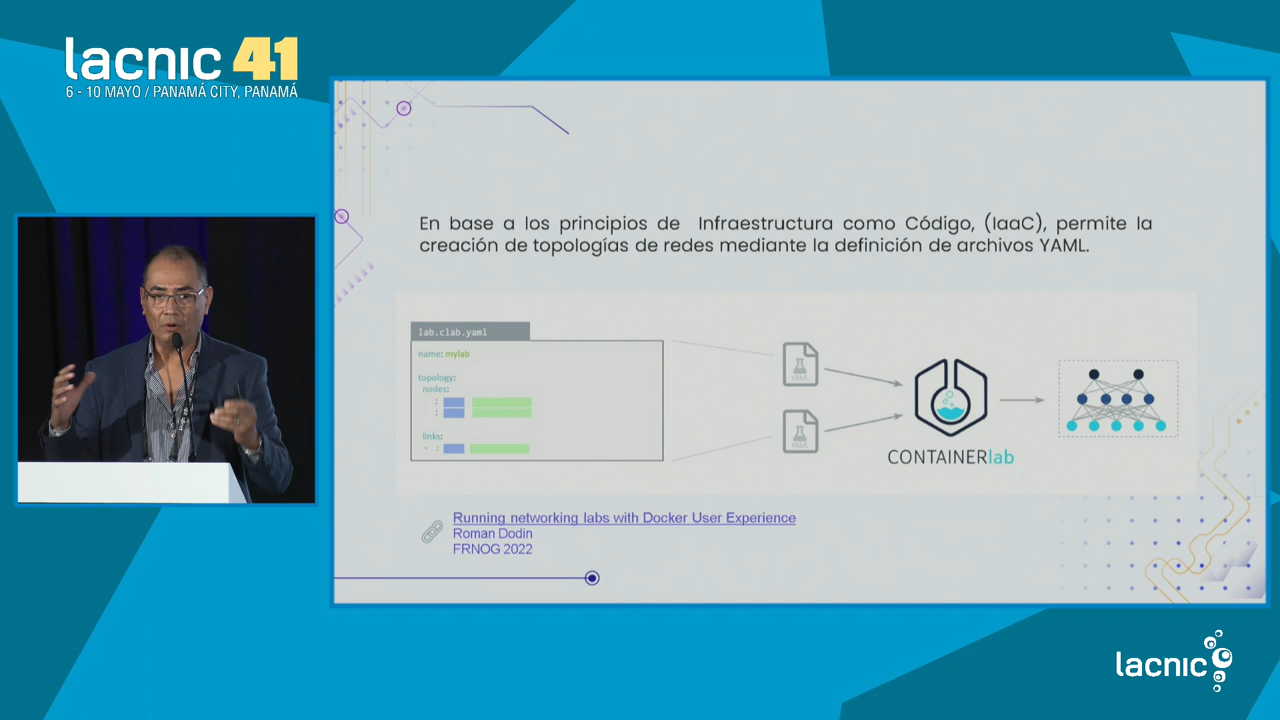 lacnic 41
6 - 10 MAYO / PANAMÁ CITY, PANAMÁ
En base a los principios de Infraestructura como Código, (IaaC), permite la
creación de topologías de redes mediante la definición de archivos YAML.
lab.clab.yaml
name: mylab
topology:
nodes:
:
:
links:
- :
YAML
YAML
CONTAINERlab
Running networking labs with Docker User Experience
Roman Dodin
FRNOG 2022
lacnic